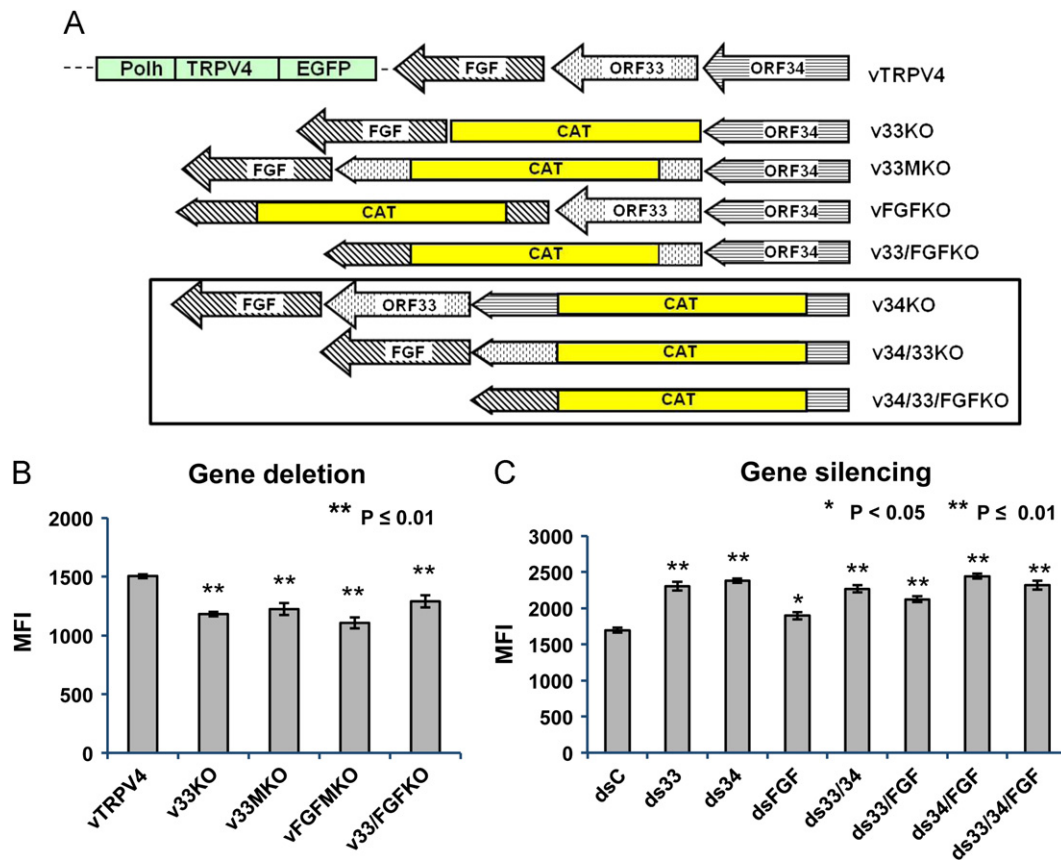 A
Polh TRPV4 EGFP FGF ORF33 ORF34 vTRPV4
FGF CAT ORF34 v33KO
FGF CAT ORF34 v33MKO
CAT ORF33 ORF34 vFGFKO
CAT ORF34 v33/FGFKO
FGF ORF33 CAT v34KO
FGF CAT v34/33KO
CAT v34/33/FGFKO
B
Gene deletion
** P ≤ 0.01
2000
1500
1000
500
0
MFI
** ** ** **
vTRPV4 v33KO v33MKO vFGFMKO v33/FGFKO
C
Gene silencing
* P < 0.05 ** P ≤ 0.01
3000
2500
2000
1500
1000
500
0
MFI
** ** * ** ** ** **
dsC ds33 ds34 dsFGF ds33/34 ds33/FGF ds34/FGF ds33/34/FGF